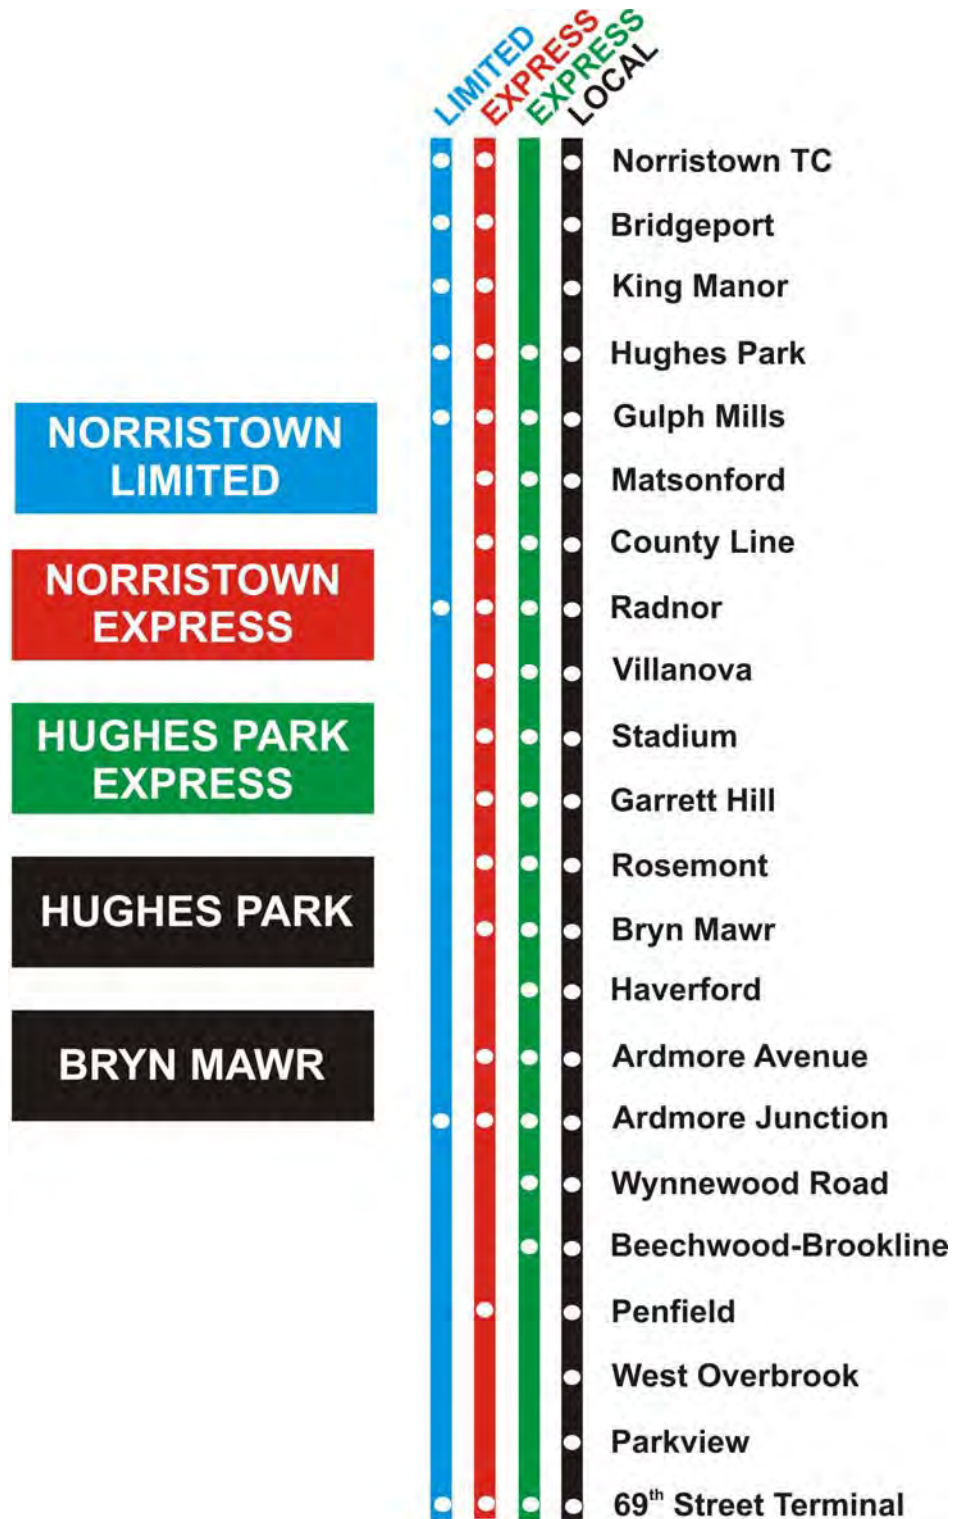 LIMITED
EXPRESS
EXPRESS
LOCAL
Norristown TC
Bridgeport
King Manor
Hughes Park
Gulph Mills
Matsonford
County Line
Radnor
Villanova
Stadium
Garrett Hill
Rosemont
Bryn Mawr
Haverford
Ardmore Avenue
Ardmore Junction
Wynnewood Road
Beechwood-Brookline
Penfield
West Overbrook
Parkview
69th Street Terminal
NORRISTOWN
LIMITED
NORRISTOWN
EXPRESS
HUGHES PARK
EXPRESS
HUGHES PARK
BRYN MAWR